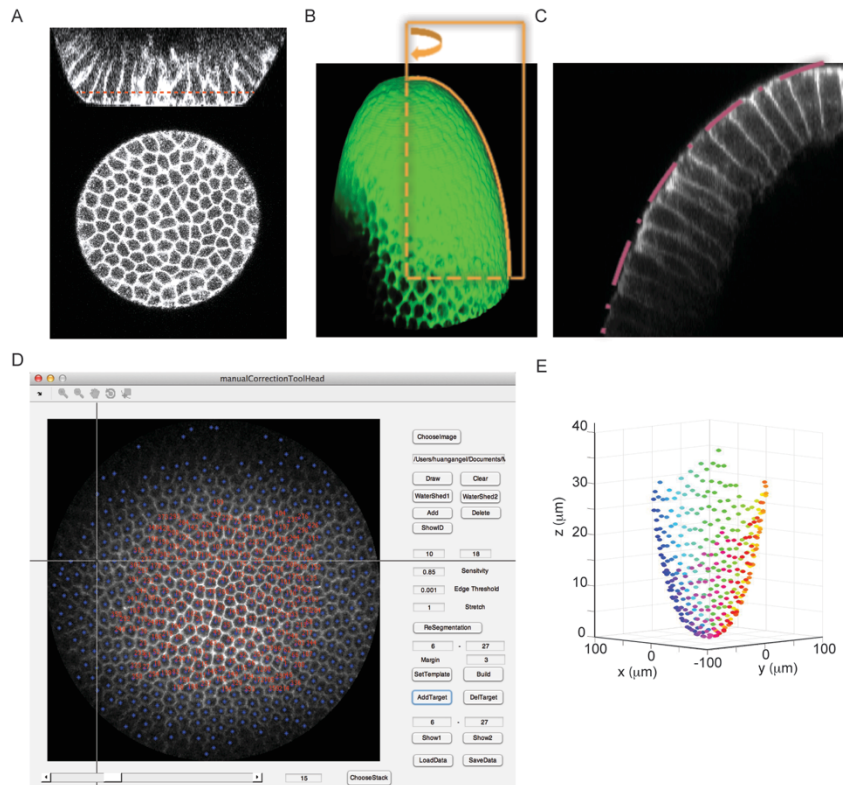 A
B
C
D
manualCorrectionToolHead
ChooseImage
/Users/huangangel/Documents/M
Draw Clear
WaterShed1 WaterShed2
Add Delete
ShowID
10 18
0.85 Sensitvity
0.001 Edge Threshold
1 Stretch
ReSegmentation
6 - 27
Margin 3
SetTemplate Build
AddTarget DelTarget
6 - 27
Show1 Show2
LoadData SaveData
15 ChooseStack
E
40
30
20
10
0
z (μm)
100 0 -100 0 100
x (μm) y (μm)